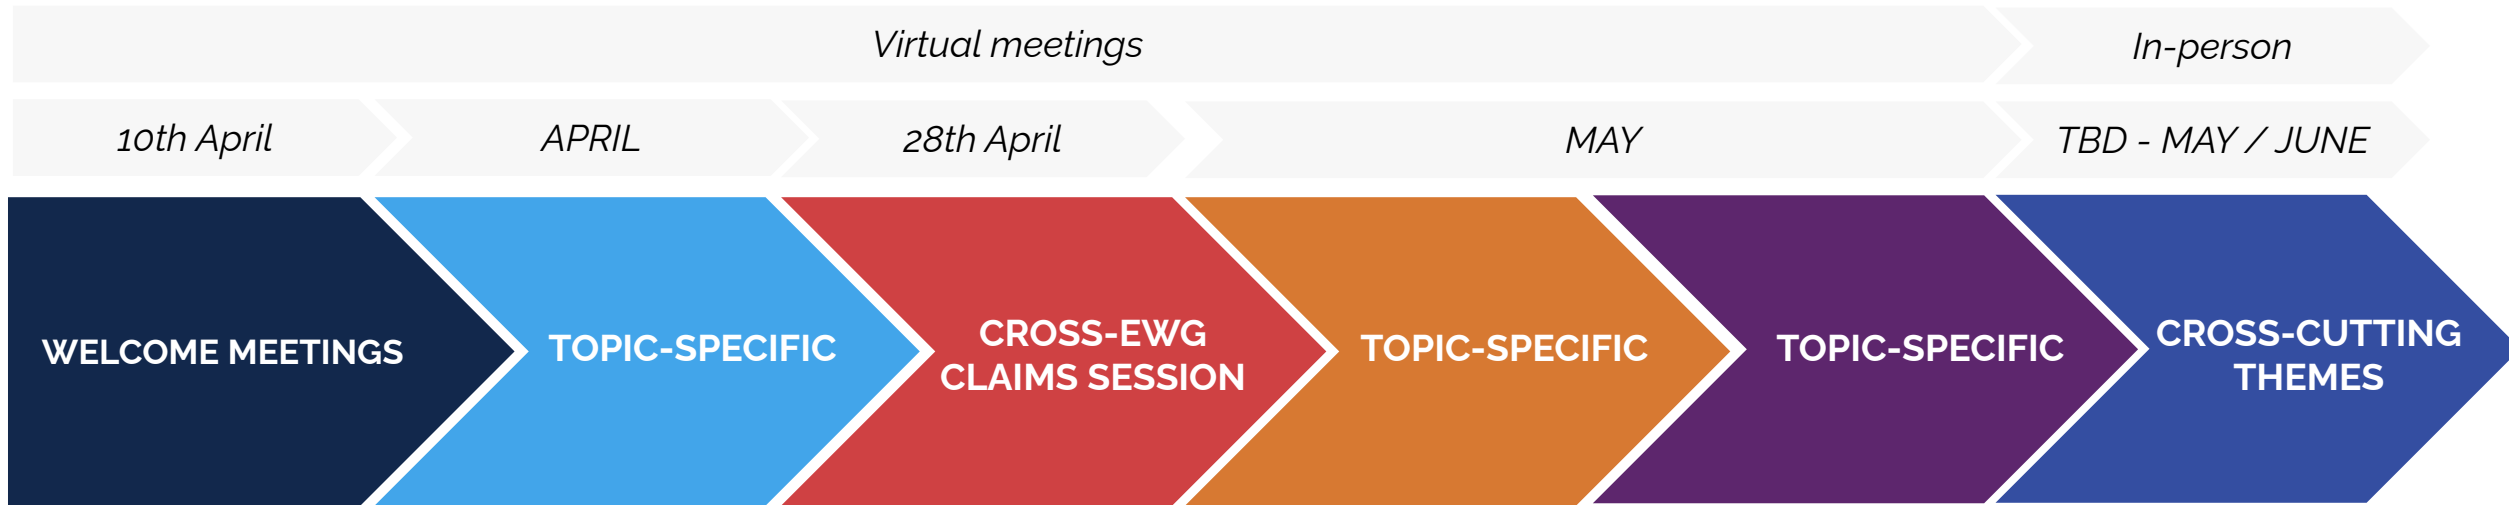 Virtual meetings
In-person
10th April
APRIL
28th April
MAY
TBD - MAY / JUNE
WELCOME MEETINGS
TOPIC-SPECIFIC
CROSS-EWG
CLAIMS SESSION
TOPIC-SPECIFIC
TOPIC-SPECIFIC
CROSS-CUTTING
THEMES